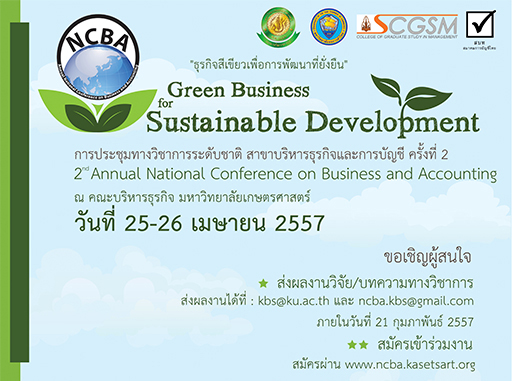 NCBA
SCGSM
COLLEGE OF GRADUATE STUDY IN MANAGEMENT
สบท
"ธุรกิจสีเขียวเพื่อการพัฒนาที่ยั่งยืน"
Green Business
for
Sustainable Development
การประชุมทางวิชาการระดับชาติ สาขาบริหารธุรกิจและการบัญชี ครั้งที่ 2
2nd Annual National Conference on Business and Accounting
ณ คณะบริหารธุรกิจ มหาวิทยาลัยเกษตรศาสตร์
วันที่ 25-26 เมษายน 2557
ขอเชิญผู้สนใจ
★ ส่งผลงานวิจัย/บทความทางวิชาการ
ส่งผลงานได้ที่ : kbs@ku.ac.th และ ncba.kbs@gmail.com
ภายในวันที่ 21 กุมภาพันธ์ 2557
★★ สมัครเข้าร่วมงาน
สมัครผ่าน www.ncba.kasetsart.org